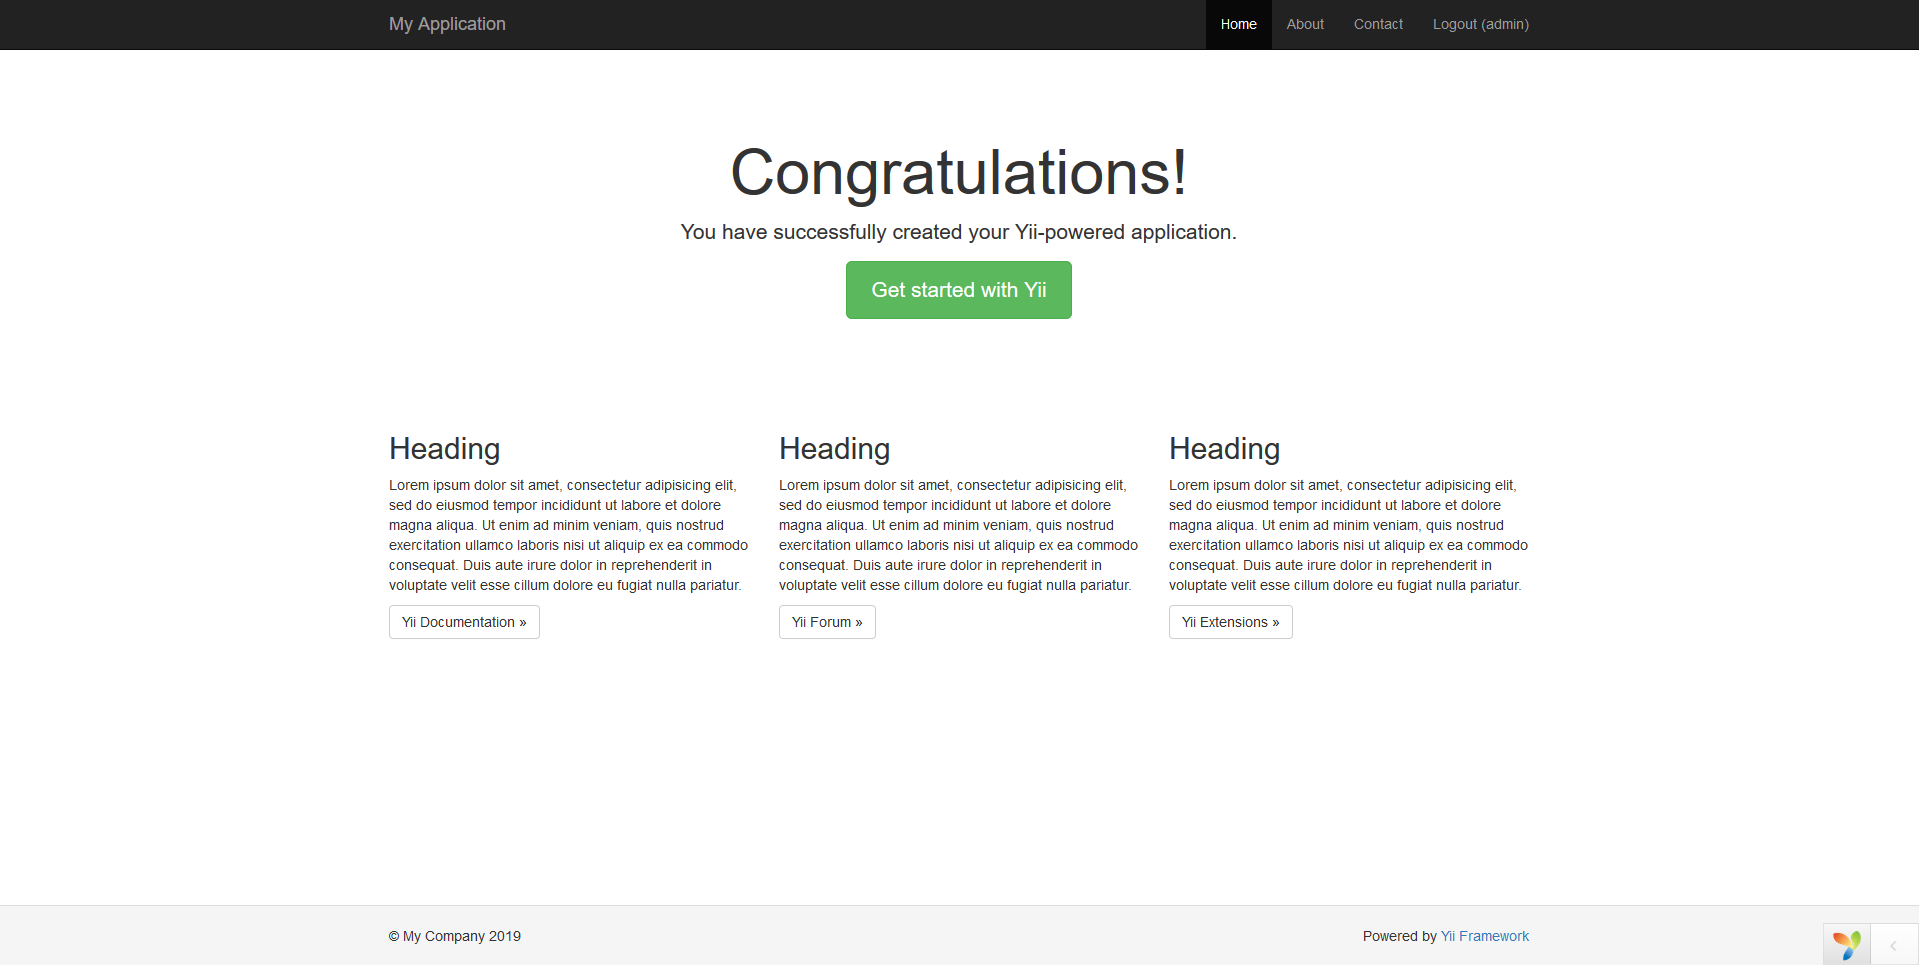 My Application
Home About Contact Logout (admin)
Congratulations!
You have successfully created your Yii-powered application.
Get started with Yii
Heading
Lorem ipsum dolor sit amet, consectetur adipisicing elit,
sed do eiusmod tempor incididunt ut labore et dolore
magna aliqua. Ut enim ad minim veniam, quis nostrud
exercitation ullamco laboris nisi ut aliquip ex ea commodo
consequat. Duis aute irure dolor in reprehenderit in
voluptate velit esse cillum dolore eu fugiat nulla pariatur.
Yii Documentation »
Heading
Lorem ipsum dolor sit amet, consectetur adipisicing elit,
sed do eiusmod tempor incididunt ut labore et dolore
magna aliqua. Ut enim ad minim veniam, quis nostrud
exercitation ullamco laboris nisi ut aliquip ex ea commodo
consequat. Duis aute irure dolor in reprehenderit in
voluptate velit esse cillum dolore eu fugiat nulla pariatur.
Yii Forum »
Heading
Lorem ipsum dolor sit amet, consectetur adipisicing elit,
sed do eiusmod tempor incididunt ut labore et dolore
magna aliqua. Ut enim ad minim veniam, quis nostrud
exercitation ullamco laboris nisi ut aliquip ex ea commodo
consequat. Duis aute irure dolor in reprehenderit in
voluptate velit esse cillum dolore eu fugiat nulla pariatur.
Yii Extensions »
© My Company 2019
Powered by Yii Framework